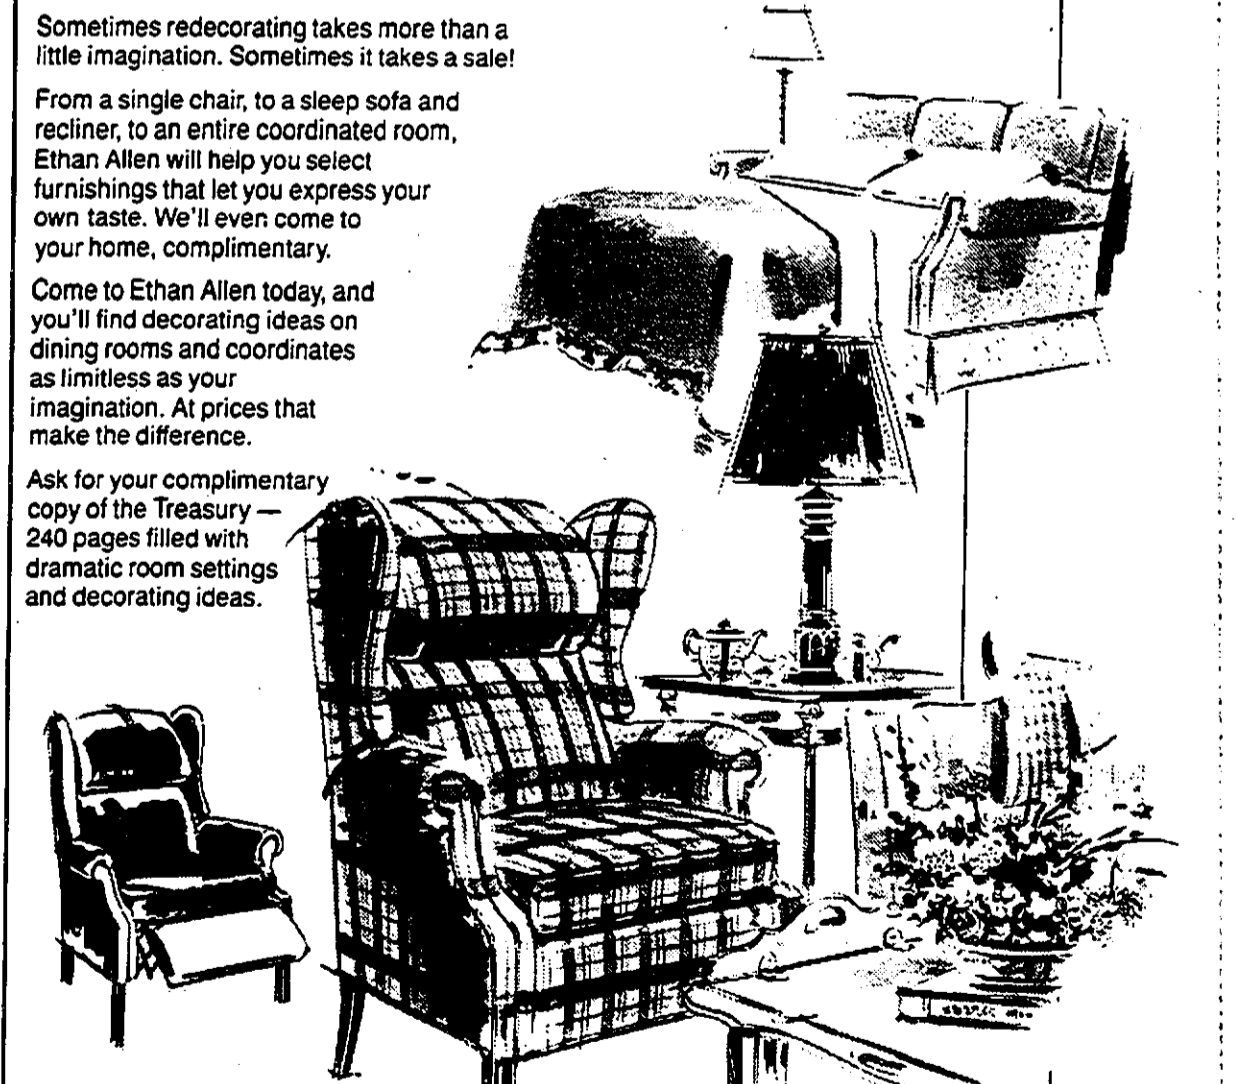 Sometimes redecorating takes more than a
little imagination. Sometimes it takes a sale!
From a single chair, to a sleep sofa and
recliner, to an entire coordinated room,
Ethan Allen will help you select
furnishings that let you express your
own taste. We'll even come to
your home, complimentary.
Come to Ethan Allen today, and
you'll find decorating ideas on
dining rooms and coordinates
as limitless as your
imagination. At prices that
make the difference.
Ask for your complimentary
copy of the Treasury —
240 pages filled with
dramatic room settings
and decorating ideas.